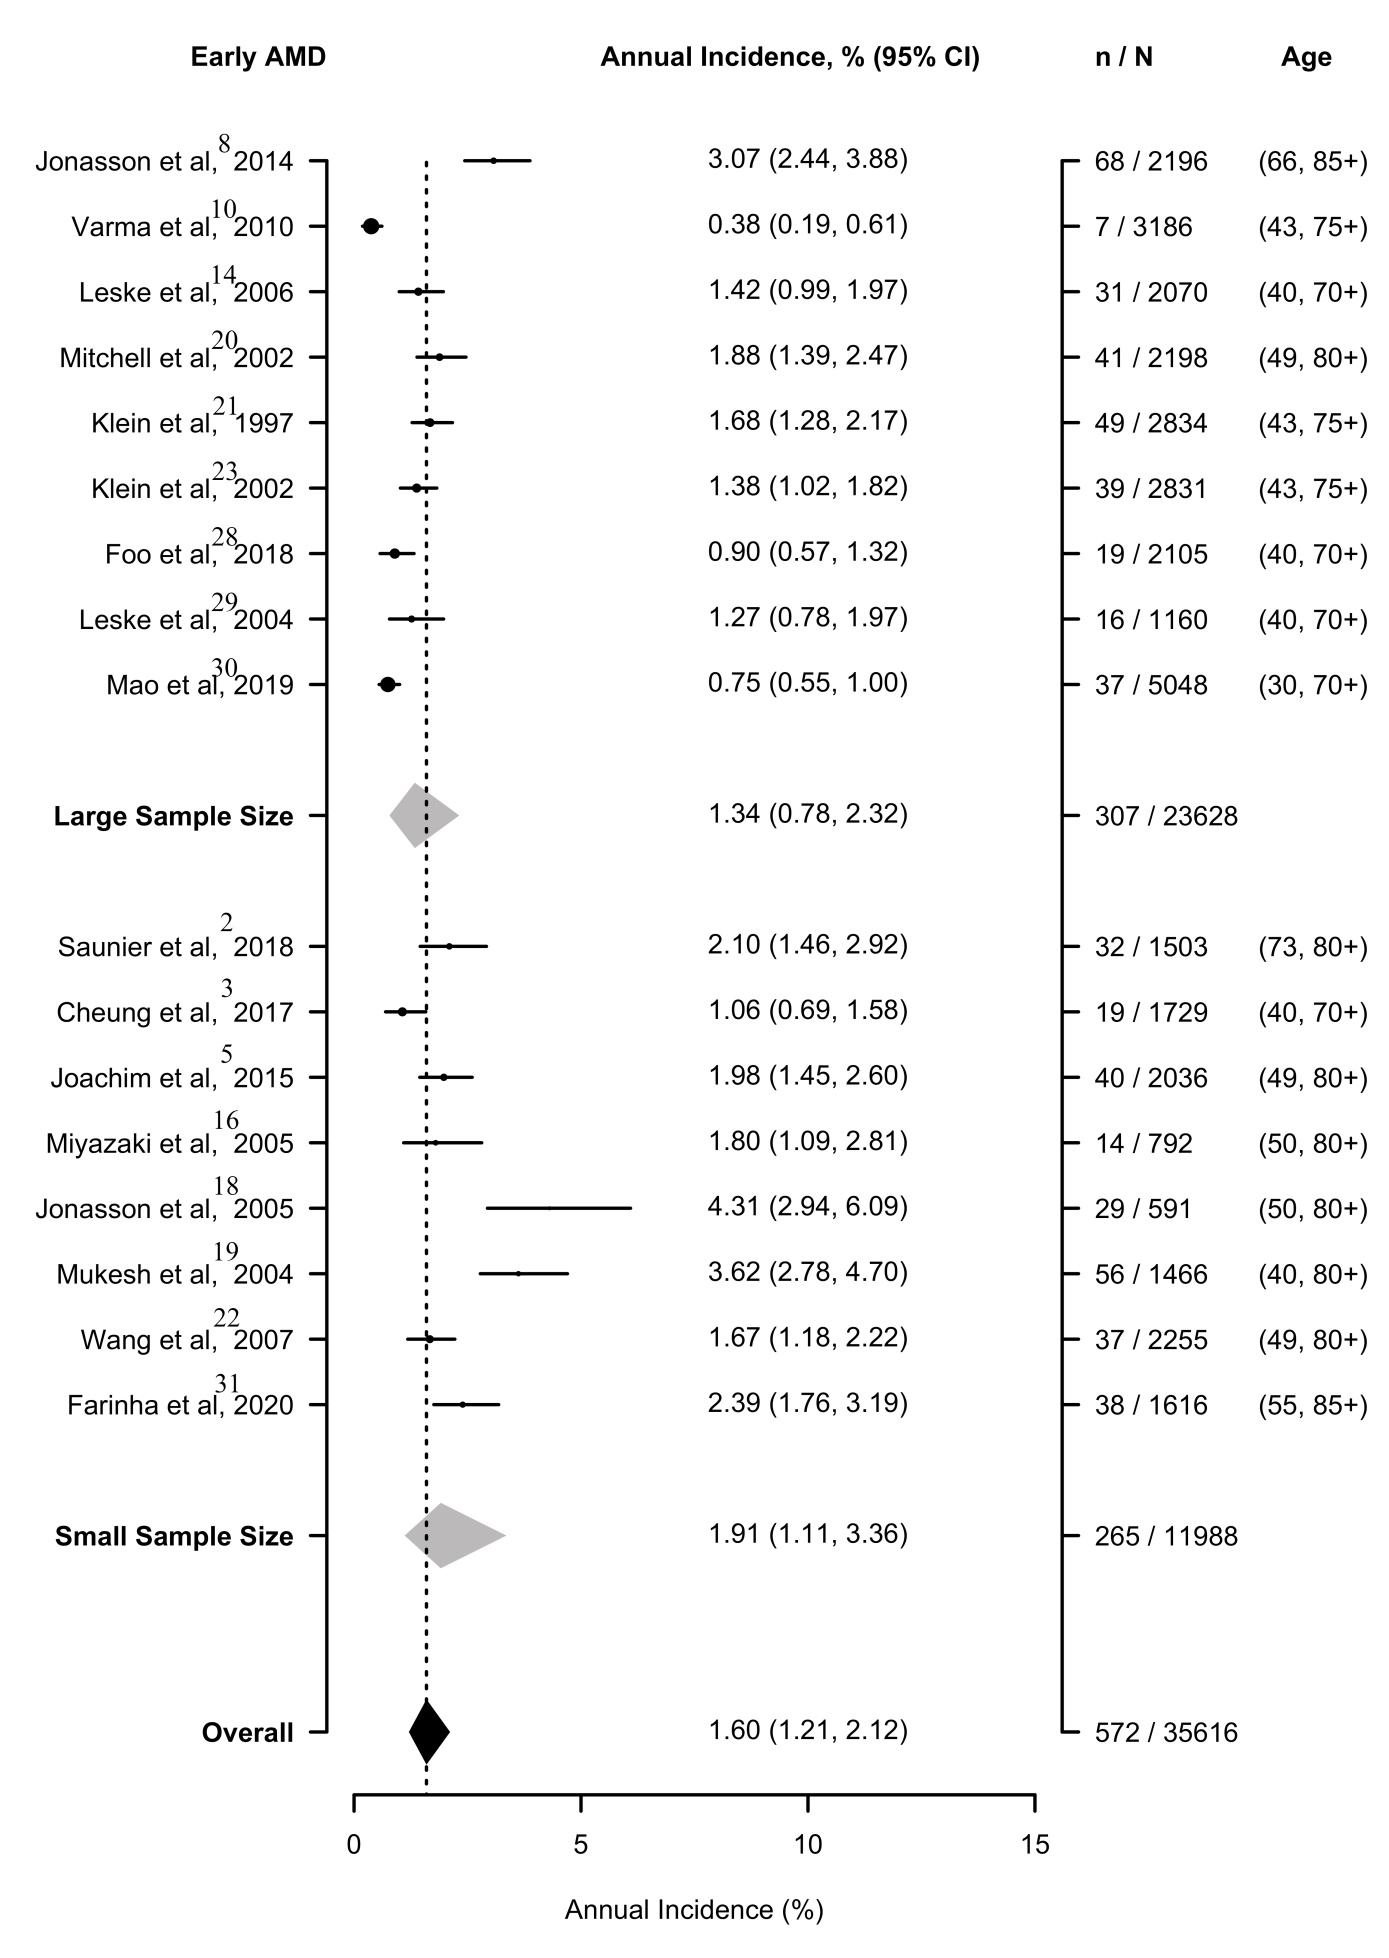 Early AMD Annual Incidence, % (95% CI) n / N Age
Jonasson et al,8 2014 3.07 (2.44, 3.88) 68 / 2196 (66, 85+)
Varma et al,10 2010 0.38 (0.19, 0.61) 7 / 3186 (43, 75+)
Leske et al,14 2006 1.42 (0.99, 1.97) 31 / 2070 (40, 70+)
Mitchell et al,20 2002 1.88 (1.39, 2.47) 41 / 2198 (49, 80+)
Klein et al,21 1997 1.68 (1.28, 2.17) 49 / 2834 (43, 75+)
Klein et al,23 2002 1.38 (1.02, 1.82) 39 / 2831 (43, 75+)
Foo et al,28 2018 0.90 (0.57, 1.32) 19 / 2105 (40, 70+)
Leske et al,29 2004 1.27 (0.78, 1.97) 16 / 1160 (40, 70+)
Mao et al,30 2019 0.75 (0.55, 1.00) 37 / 5048 (30, 70+)
Large Sample Size 1.34 (0.78, 2.32) 307 / 23628
Saunier et al,2 2018 2.10 (1.46, 2.92) 32 / 1503 (73, 80+)
Cheung et al,3 2017 1.06 (0.69, 1.58) 19 / 1729 (40, 70+)
Joachim et al,5 2015 1.98 (1.45, 2.60) 40 / 2036 (49, 80+)
Miyazaki et al,16 2005 1.80 (1.09, 2.81) 14 / 792 (50, 80+)
Jonasson et al,18 2005 4.31 (2.94, 6.09) 29 / 591 (50, 80+)
Mukesh et al,19 2004 3.62 (2.78, 4.70) 56 / 1466 (40, 80+)
Wang et al,22 2007 1.67 (1.18, 2.22) 37 / 2255 (49, 80+)
Farinha et al,31 2020 2.39 (1.76, 3.19) 38 / 1616 (55, 85+)
Small Sample Size 1.91 (1.11, 3.36) 265 / 11988
Overall 1.60 (1.21, 2.12) 572 / 35616
0 5 10 15
Annual Incidence (%)